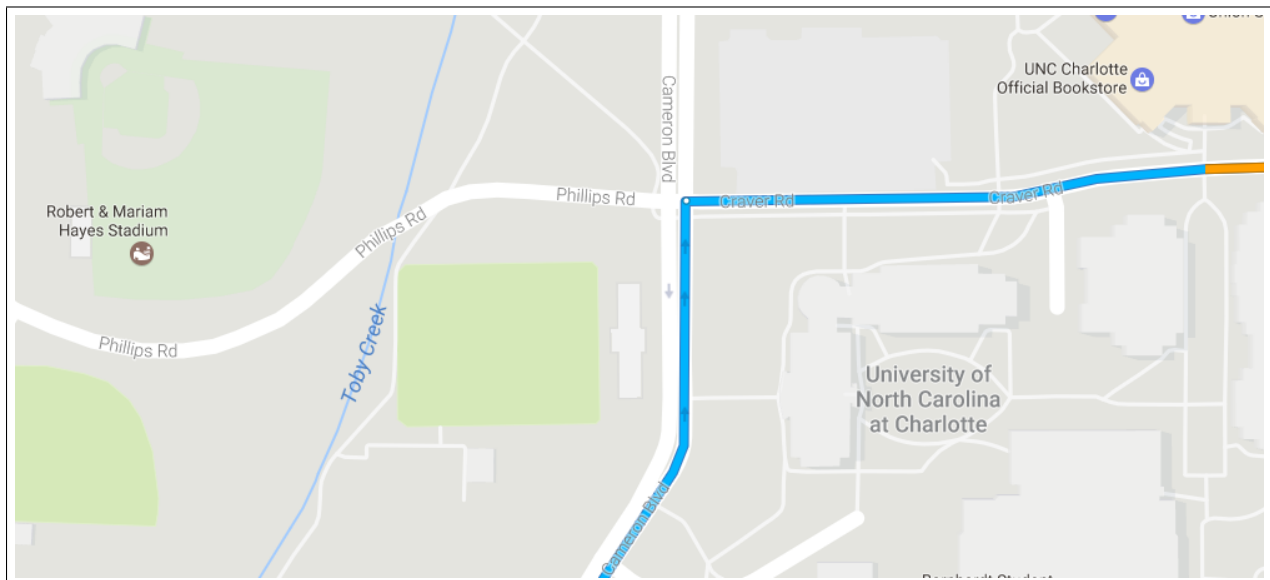 UNC Charlotte
Official Bookstore
Cameron Blvd
Phillips Rd
Craver Rd
Craver Rd
Robert & Mariam
Hayes Stadium
Phillips Rd
Phillips Rd
Toby Creek
University of
North Carolina
at Charlotte
Cameron Blvd